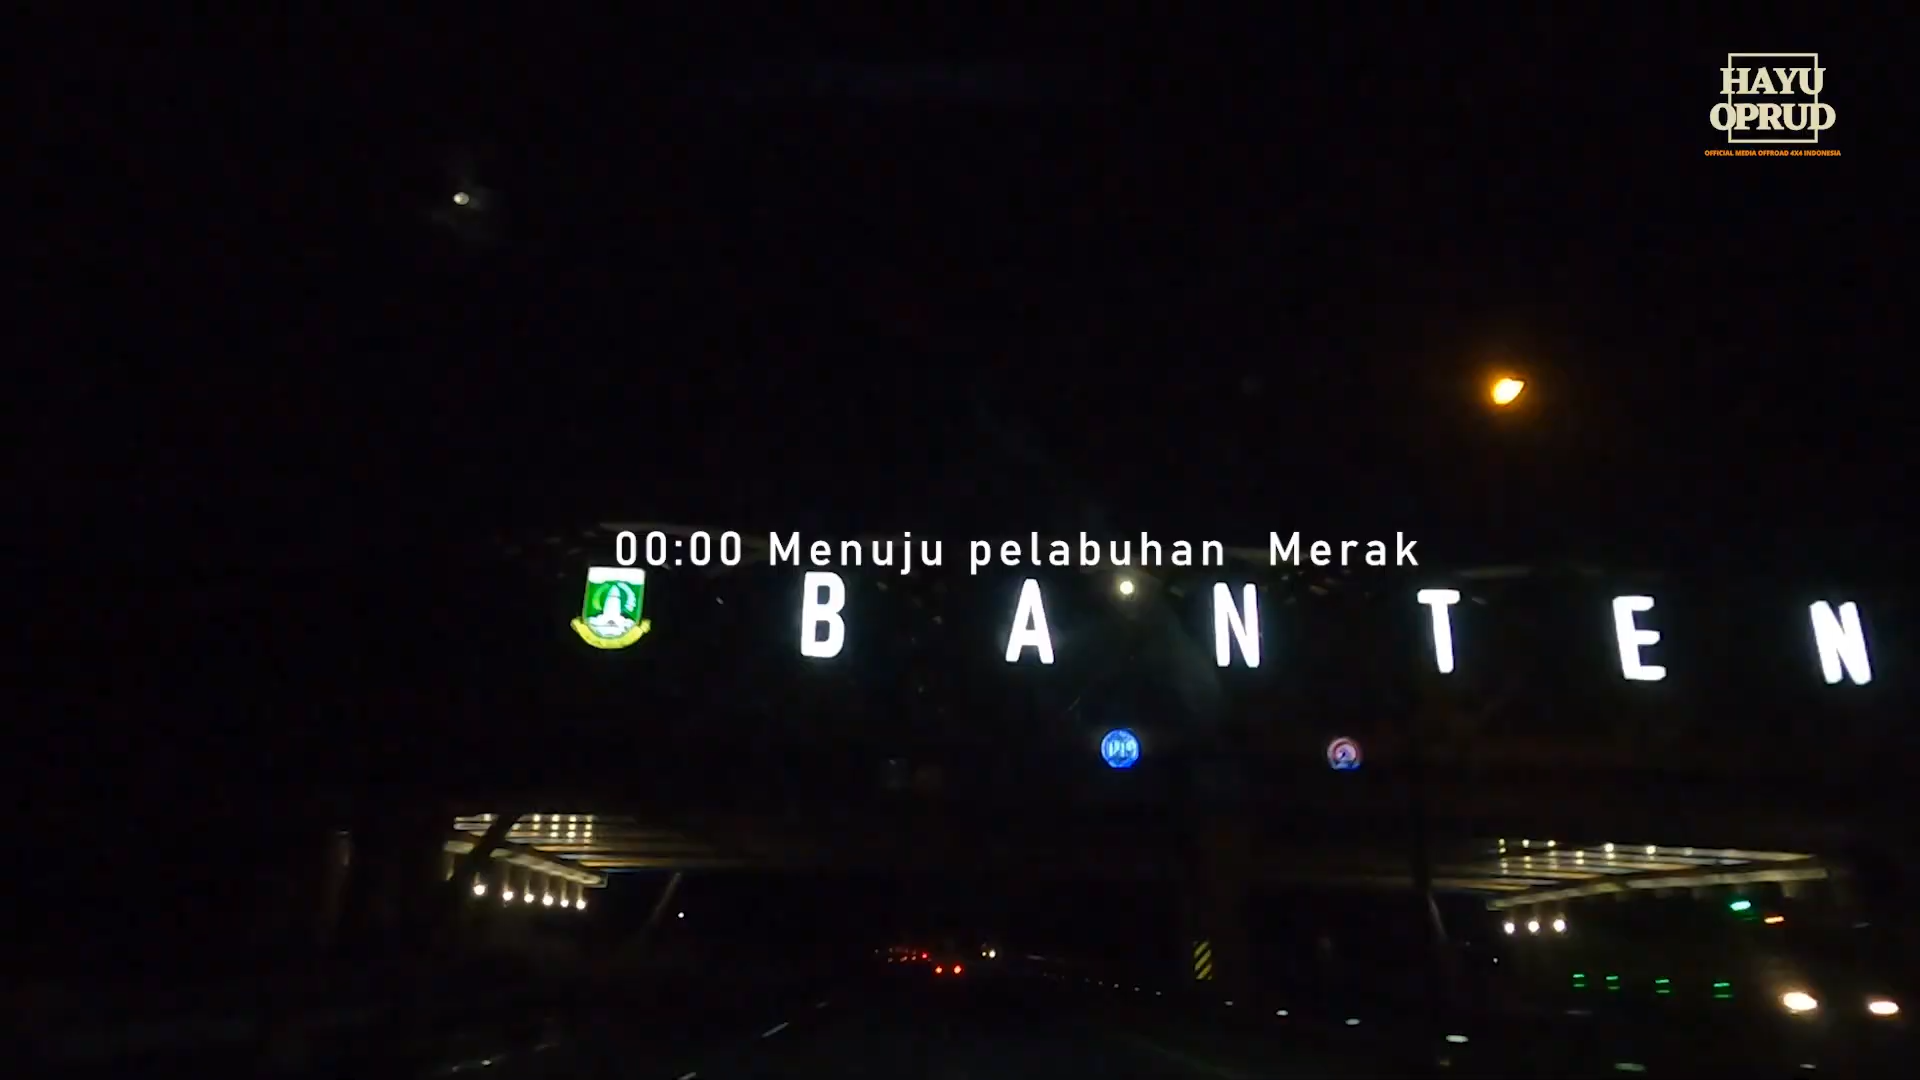 HAYU
OPRUD
OFFICIAL MEDIA OFFROAD 4X4 INDONESIA
00:00 Menuju pelabuhan Merak
BANTEN